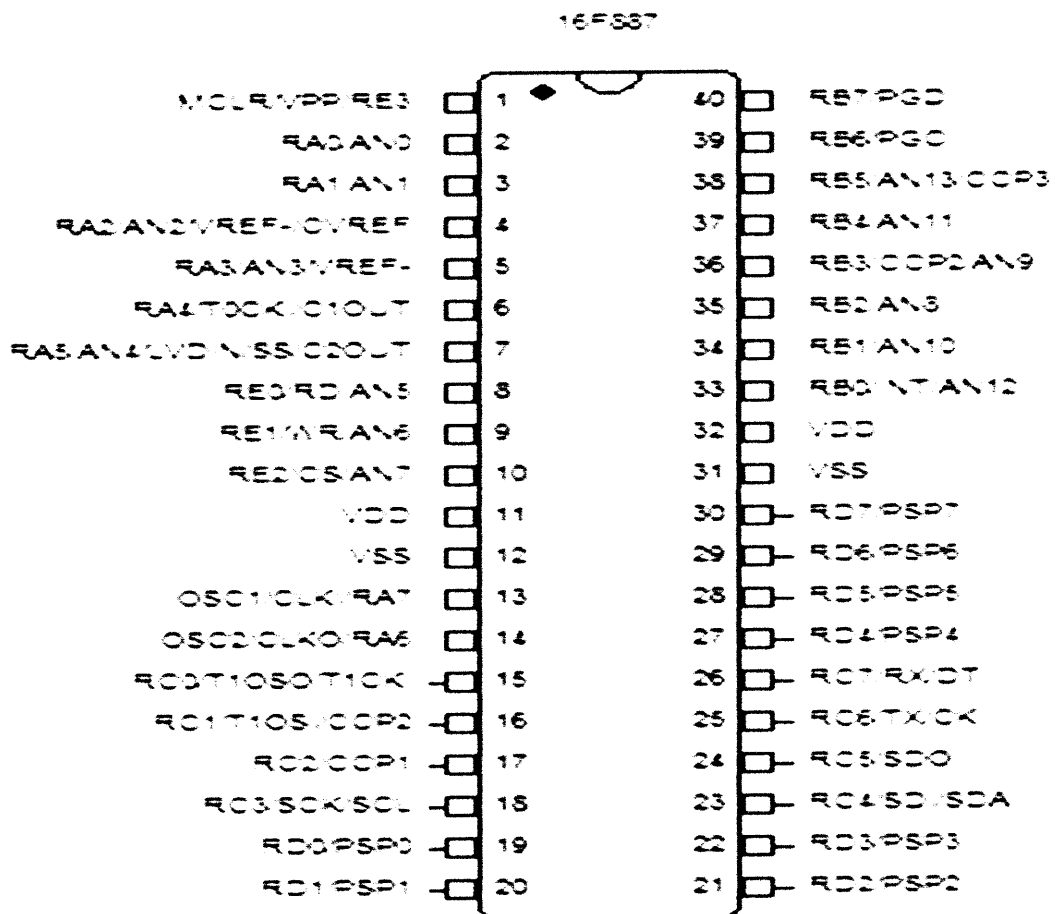 16F887
MCLR/VPP/RE3 1
RA0/AN0 2
RA1/AN1 3
RA2/AN2/VREF-/CVREF 4
RA3/AN3/VREF- 5
RA4/T0CKI/C1OUT 6
RA5/AN4/LVDIN/SS/C2OUT 7
RE0/RD/AN5 8
RE1/WR/AN6 9
RE2/CS/AN7 10
VDD 11
VSS 12
OSC1/CLKI/RA7 13
OSC2/CLKO/RA6 14
RC0/T1OSO/T1CKI 15
RC1/T1OSI/CCP2 16
RC2/CCP1 17
RC3/SCK/SCL 18
RD0/PSP0 19
RD1/PSP1 20
40 RB7/PGD
39 RB6/PGC
38 RB5/AN13/CCP3
37 RB4/AN11
36 RB3/CCP2/AN9
35 RB2/AN8
34 RB1/AN10
33 RB0/INT/AN12
32 VDD
31 VSS
30 RD7/PSP7
29 RD6/PSP6
28 RD5/PSP5
27 RD4/PSP4
26 RC7/RX/DT
25 RC6/TX/CK
24 RC5/SDO
23 RC4/SDI/SDA
22 RD3/PSP3
21 RD2/PSP2